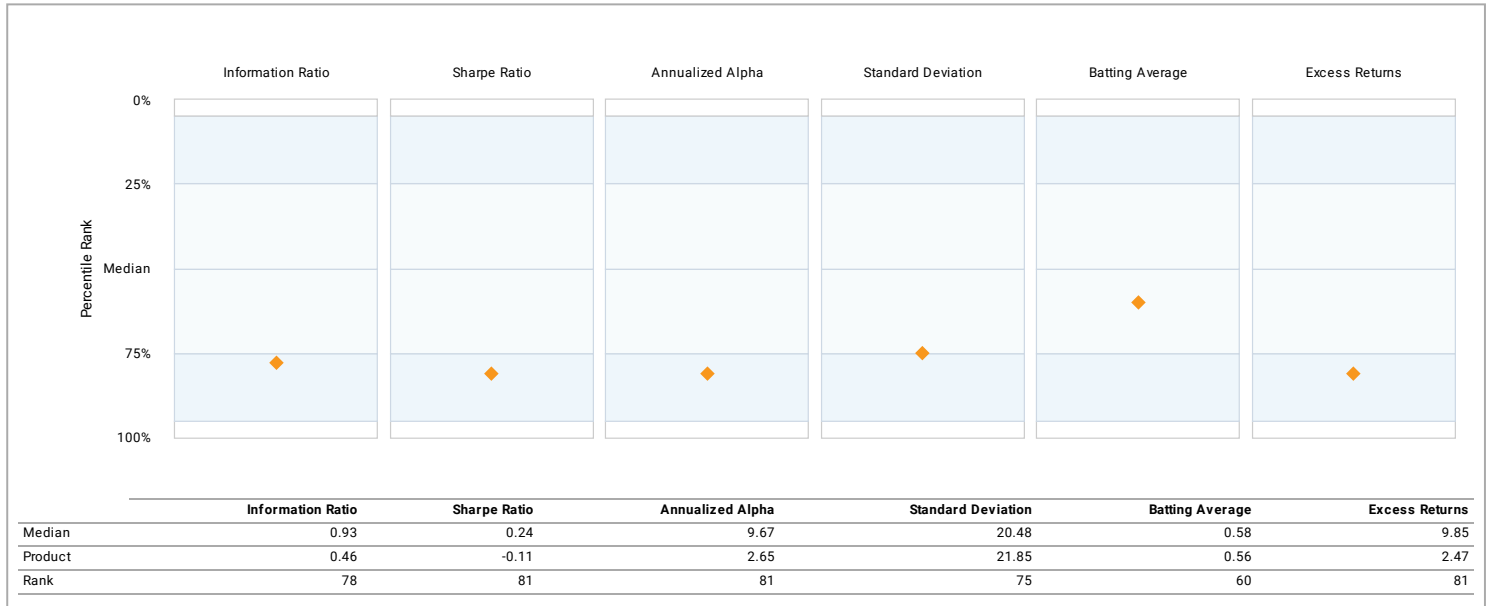 Information Ratio Sharpe Ratio Annualized Alpha Standard Deviation Batting Average Excess Returns
0%
25%
Percentile Rank
Median
75%
100%
Information Ratio Sharpe Ratio Annualized Alpha Standard Deviation Batting Average Excess Returns
Median 0.93 0.24 9.67 20.48 0.58 9.85
Product 0.46 -0.11 2.65 21.85 0.56 2.47
Rank 78 81 81 75 60 81